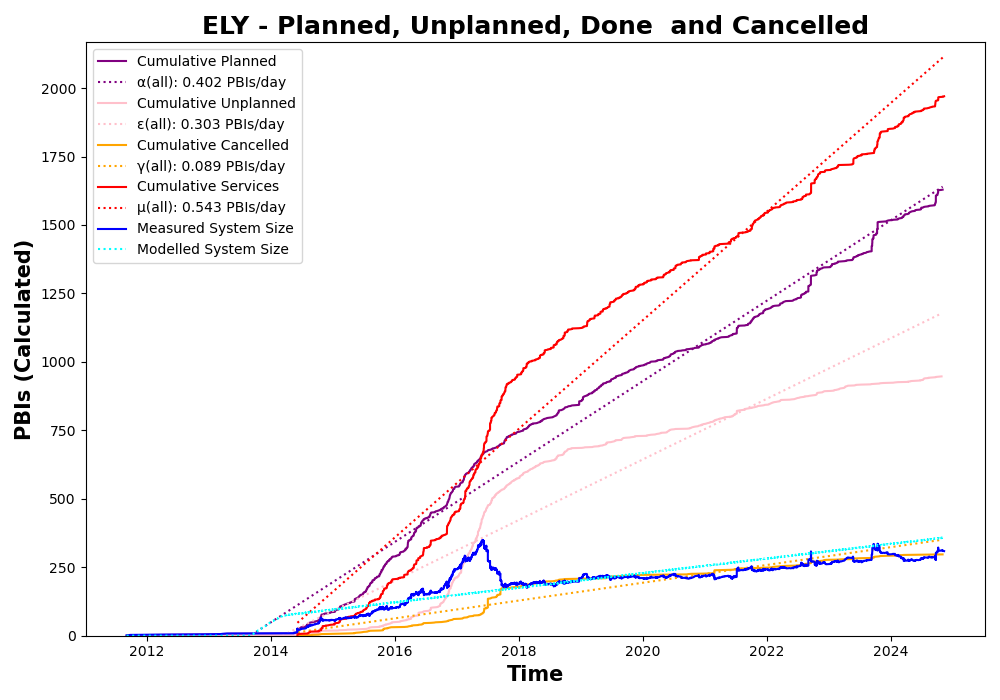 ELY - Planned, Unplanned, Done  and Cancelled
Cumulative Planned
α(all): 0.402 PBIs/day
Cumulative Unplanned
ε(all): 0.303 PBIs/day
Cumulative Cancelled
γ(all): 0.089 PBIs/day
Cumulative Services
μ(all): 0.543 PBIs/day
Measured System Size
Modelled System Size
PBIs (Calculated)
2000
1750
1500
1250
1000
750
500
250
0
2012 2014 2016 2018 2020 2022 2024
Time